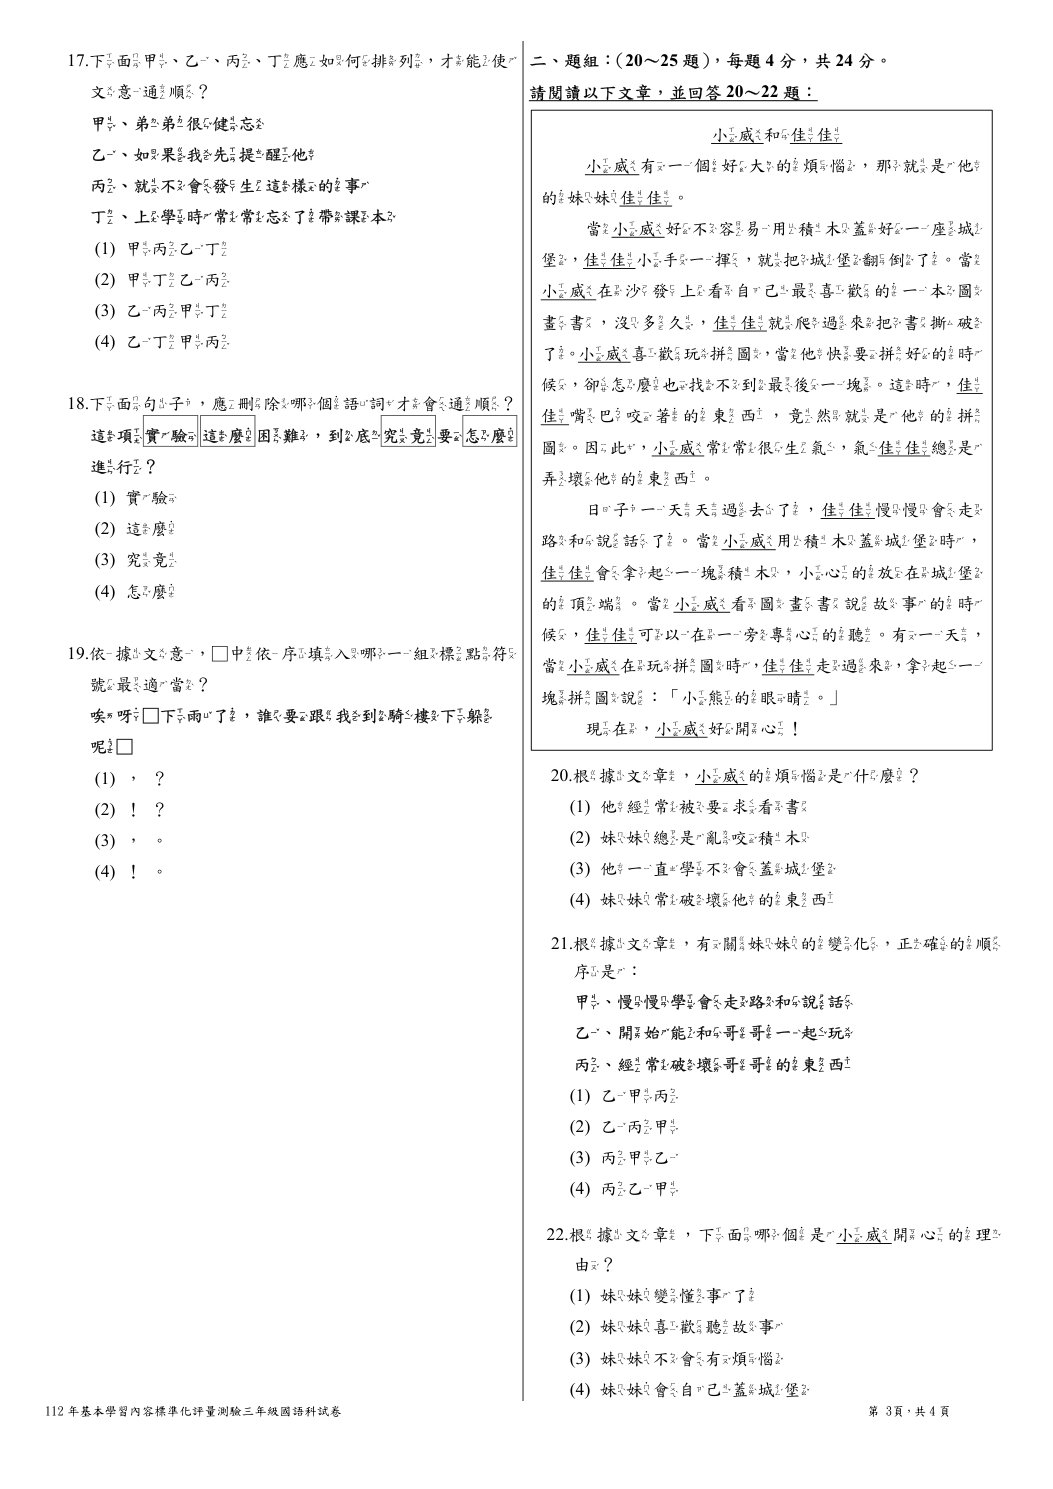 17.下面甲、乙、丙、丁應如何排列，才能使
文意通順？
甲、弟弟很健忘
乙、如果我先提醒他
丙、就不會發生這樣的事
丁、上學時常常忘了帶課本
(1) 甲丙乙丁
(2) 甲丁乙丙
(3) 乙丙甲丁
(4) 乙丁甲丙
18.下面句子，應刪除哪個語詞才會通順？
這項實驗這麼困難，到底究竟要怎麼
進行？
(1) 實驗
(2) 這麼
(3) 究竟
(4) 怎麼
19.依據文意，□中依序填入哪一組標點符
號最適當？
唉呀□下雨了，誰要跟我到騎樓下躲
呢□
(1) ， ？
(2) ！ ？
(3) ， 。
(4) ！ 。
二、題組：（20～25 題），每題 4 分，共 24 分。
請閱讀以下文章，並回答 20～22 題：
小威和佳佳
小威有一個好大的煩惱，那就是他
的妹妹佳佳。
當小威好不容易用積木蓋好一座城
堡，佳佳小手一揮，就把城堡翻倒了。當
小威在沙發上看自己最喜歡的一本圖
畫書，沒多久，佳佳就爬過來把書撕破
了。小威喜歡玩拼圖，當他快要拼好的時
候，卻怎麼也找不到最後一塊。這時，佳
佳嘴巴咬著的東西，竟然就是他的拼
圖。因此，小威常常很生氣，氣佳佳總是
弄壞他的東西。
日子一天天過去了，佳佳慢慢會走
路和說話了。當小威用積木蓋城堡時，
佳佳會拿起一塊積木，小心的放在城堡
的頂端。當小威看圖畫書說故事的時
候，佳佳可以在一旁專心的聽。有一天，
當小威在玩拼圖時，佳佳走過來，拿起一
塊拼圖說：「小熊的眼睛。」
現在，小威好開心！
20.根據文章，小威的煩惱是什麼？
(1) 他經常被要求看書
(2) 妹妹總是亂咬積木
(3) 他一直學不會蓋城堡
(4) 妹妹常破壞他的東西
21.根據文章，有關妹妹的變化，正確的順
序是：
甲、慢慢學會走路和說話
乙、開始能和哥哥一起玩
丙、經常破壞哥哥的東西
(1) 乙甲丙
(2) 乙丙甲
(3) 丙甲乙
(4) 丙乙甲
22.根據文章，下面哪個是小威開心的理
由？
(1) 妹妹變懂事了
(2) 妹妹喜歡聽故事
(3) 妹妹不會有煩惱
(4) 妹妹會自己蓋城堡
112 年基本學習內容標準化評量測驗三年級國語科試卷
第 3頁，共 4 頁